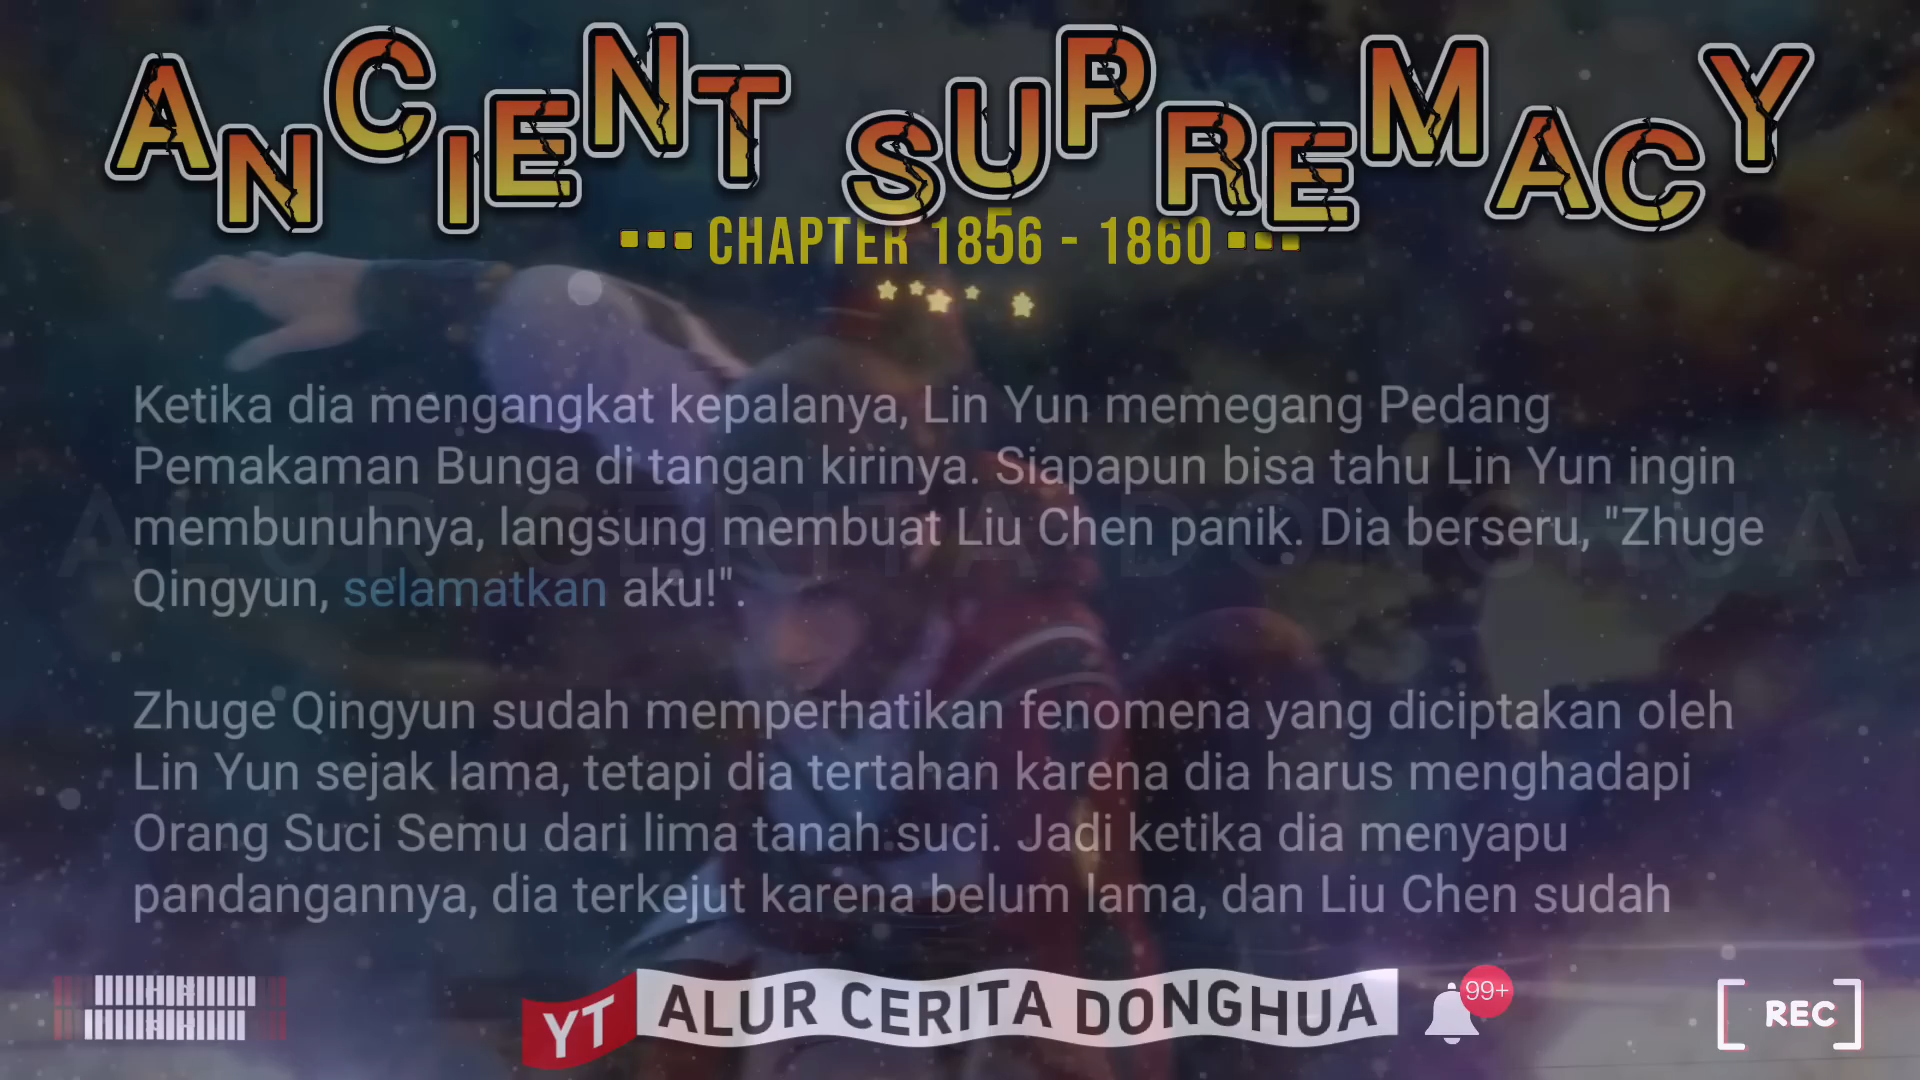 ANCIENT SUPREMACY
CHAPTER 1856 - 1860
Ketika dia mengangkat kepalanya, Lin Yun memegang Pedang
Pemakaman Bunga di tangan kirinya. Siapapun bisa tahu Lin Yun ingin
membunuhnya, langsung membuat Liu Chen panik. Dia berseru, "Zhuge
Qingyun, selamatkan aku!".
ALUR CERITA DONGHUA
Zhuge Qingyun sudah memperhatikan fenomena yang diciptakan oleh
Lin Yun sejak lama, tetapi dia tertahan karena dia harus menghadapi
Orang Suci Semu dari lima tanah suci. Jadi ketika dia menyapu
pandangannya, dia terkejut karena belum lama, dan Liu Chen sudah
YT ALUR CERITA DONGHUA 99+
REC